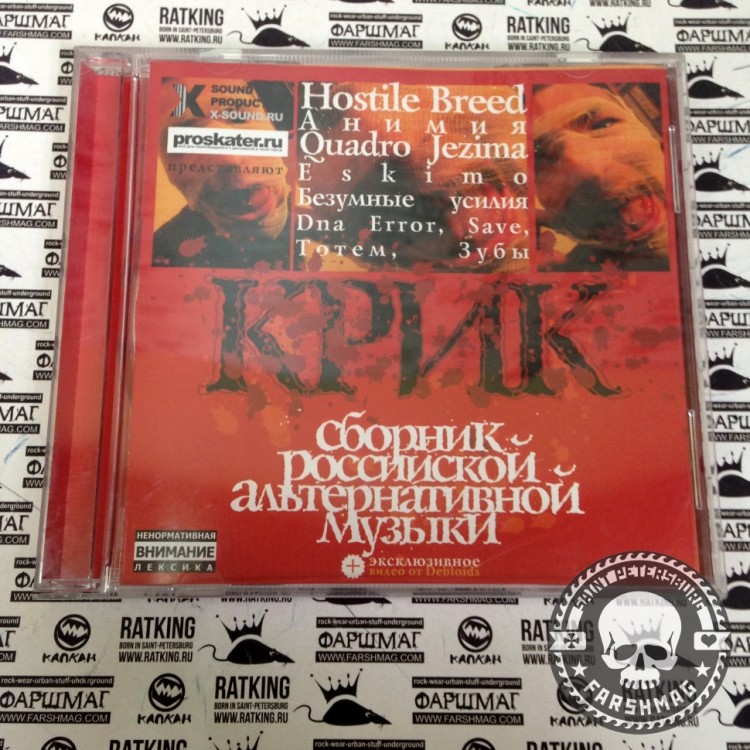 SOUND
PRODUCT
X-SOUND.RU
proskater.ru
представляют
Hostile Breed
Анимия
Quadro Jezima
Eskimo
Безумные усилия
Dna Error, Save,
Тотем, Зубы
КРИК
сборник
российской
альтернативной
музыки
ненормативная
ВНИМАНИЕ
лексика
+ эксклюзивное
видео от Debloids
SAINT PETERSBURG
FARSHMAG
RATKING
BORN IN SAINT-PETERSBURG
WWW.RATKING.RU
rock-wear-urban-stuff-underground
ФАРШМАГ
WWW.FARSHMAG.COM
КАПКАН